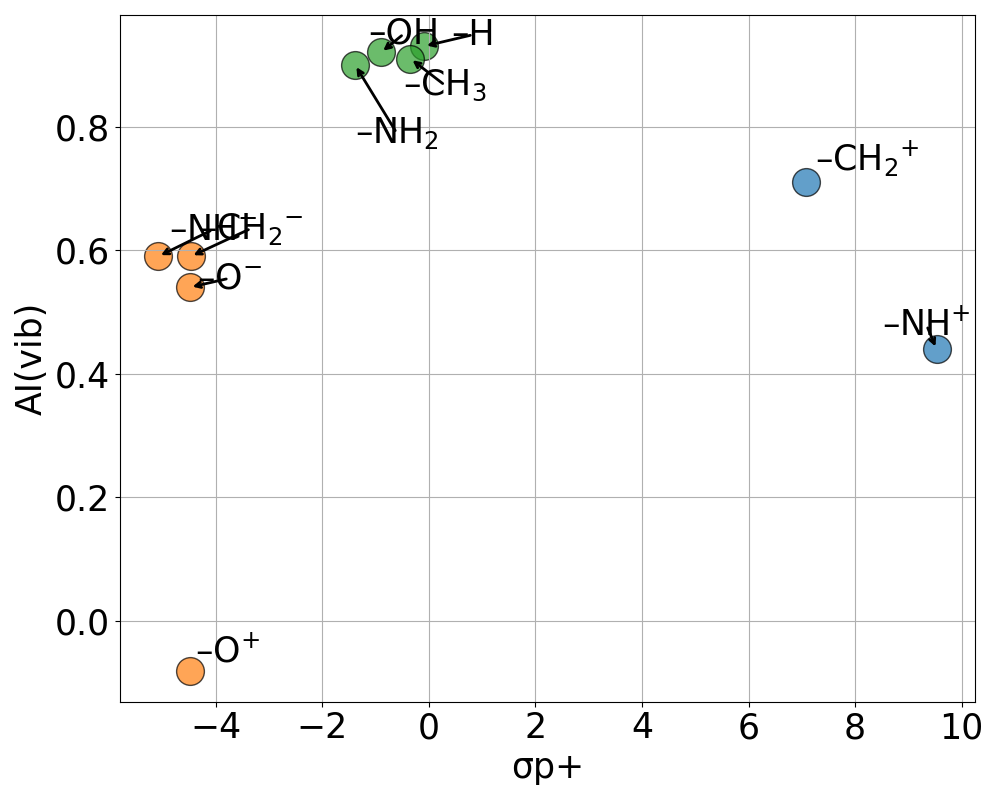 –OH
–H
–CH₃
–NH₂
–CH₂⁺
–NH⁻
–CH₂⁻
–O⁻
–NH⁺
–O⁺
AI(vib)
0.8
0.6
0.4
0.2
0.0
−4
−2
0
2
4
6
8
10
σp+